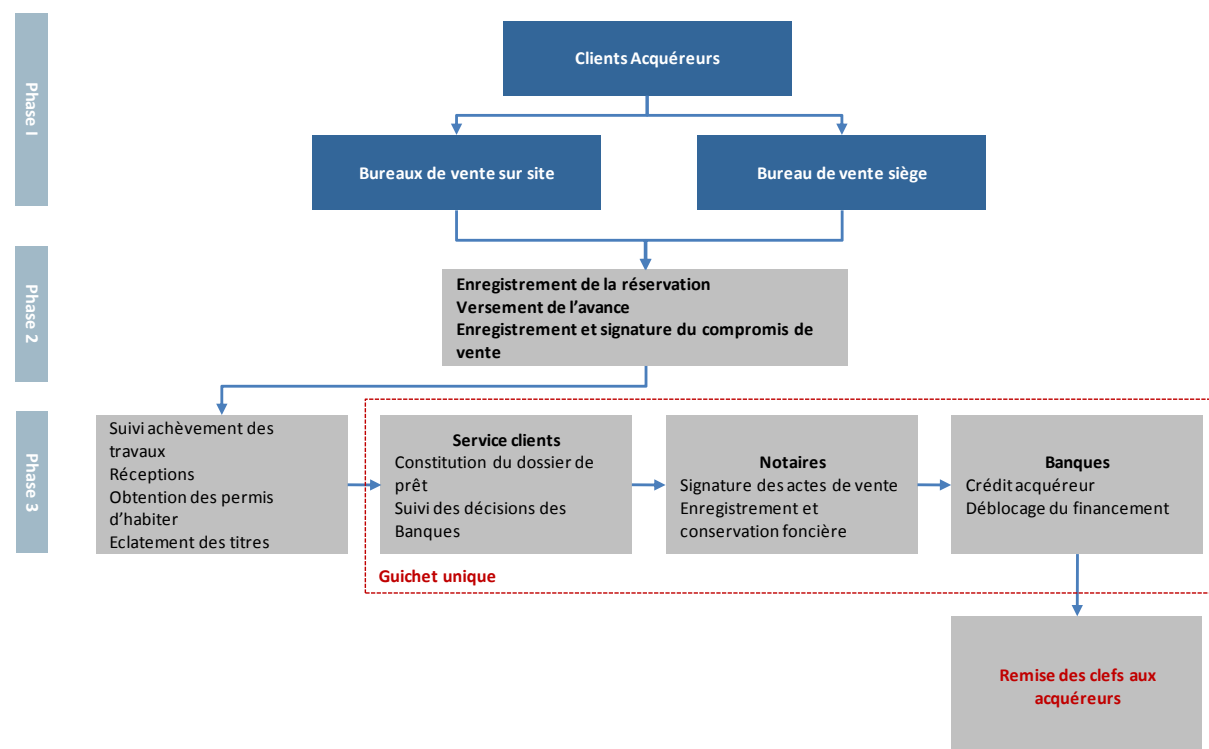 Phase I
Clients Acquéreurs
Bureaux de vente sur site
Bureau de vente siège
Phase 2
Enregistrement de la réservation
Versement de l'avance
Enregistrement et signature du compromis de
vente
Phase 3
Suivi achèvement des
travaux
Réceptions
Obtention des permis
d'habiter
Eclatement des titres
Service clients
Constitution du dossier de
prêt
Suivi des décisions des
Banques
Notaires
Signature des actes de vente
Enregistrement et
conservation foncière
Banques
Crédit acquéreur
Déblocage du financement
Guichet unique
Remise des clefs aux
acquéreurs